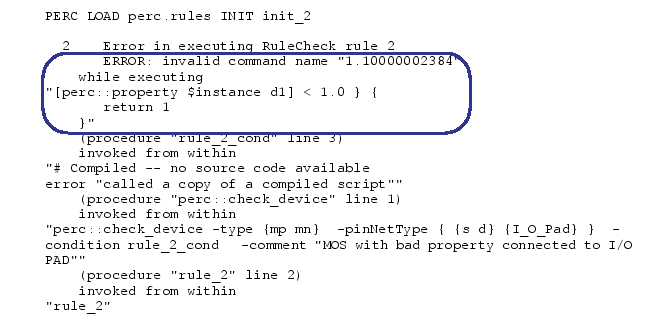 PERC LOAD perc.rules INIT init_2
2 Error in executing RuleCheck rule 2
ERROR: invalid command name "1.10000002384"
while executing
"[perc::property $instance d1] < 1.0 } {
return 1
}"
(procedure "rule_2_cond" line 3)
invoked from within
"# Compiled -- no source code available
error "called a copy of a compiled script""
(procedure "perc::check_device" line 1)
invoked from within
"perc::check_device -type {mp mn} -pinNetType { {s d} {I_O_Pad} } -
condition rule_2_cond -comment "MOS with bad property connected to I/O
PAD""
(procedure "rule_2" line 2)
invoked from within
"rule_2"